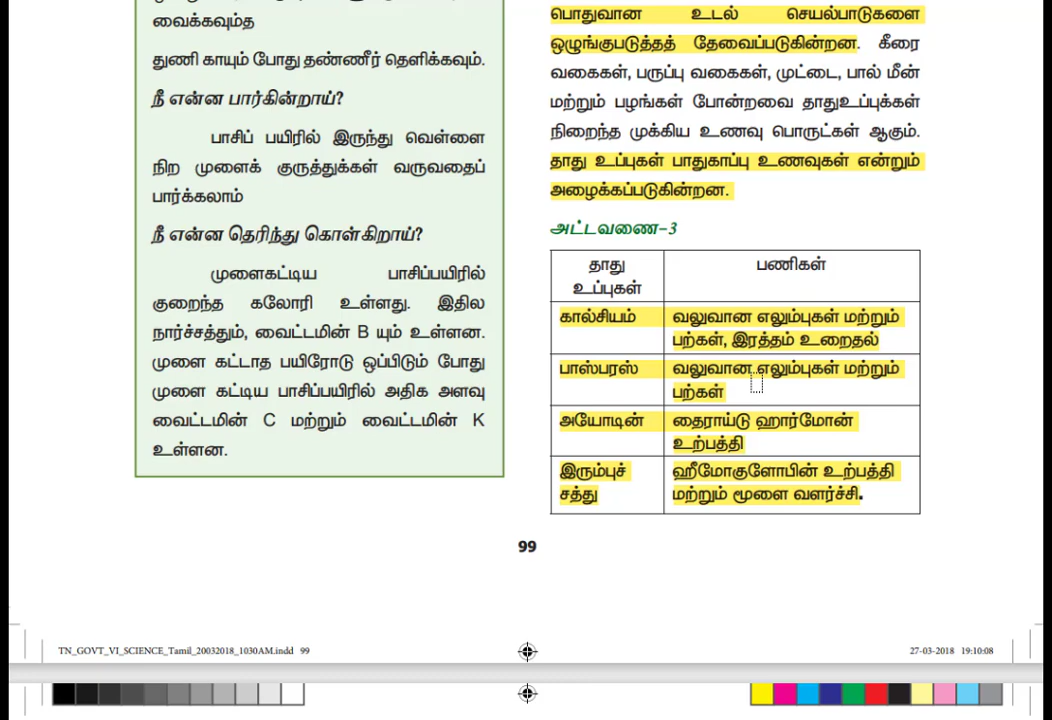 வைக்கவும்த
துணி காயும் போது தண்ணீர் தெளிக்கவும்.
நீ என்ன பார்கின்றாய்?
பாசிப் பயிரில் இருந்து வெள்ளை
நிற முளைக் குருத்துக்கள் வருவதைப்
பார்க்கலாம்
நீ என்ன தெரிந்து கொள்கிறாய்?
முளைகட்டிய பாசிப்பயிரில்
குறைந்த கலோரி உள்ளது. இதில
நார்ச்சத்தும், வைட்டமின் B யும் உள்ளன.
முளை கட்டாத பயிரோடு ஒப்பிடும் போது
முளை கட்டிய பாசிப்பயிரில் அதிக அளவு
வைட்டமின் C மற்றும் வைட்டமின் K
உள்ளன.
பொதுவான உடல் செயல்பாடுகளை
ஒழுங்குபடுத்தத் தேவைப்படுகின்றன. கீரை
வகைகள், பருப்பு வகைகள், முட்டை, பால் மீன்
மற்றும் பழங்கள் போன்றவை தாதுஉப்புக்கள்
நிறைந்த முக்கிய உணவு பொருட்கள் ஆகும்.
தாது உப்புகள் பாதுகாப்பு உணவுகள் என்றும்
அழைக்கப்படுகின்றன.
அட்டவணை-3
தாது
உப்புகள்
பணிகள்
கால்சியம்
வலுவான எலும்புகள் மற்றும்
பற்கள், இரத்தம் உறைதல்
பாஸ்பரஸ்
வலுவான எலும்புகள் மற்றும்
பற்கள்
அயோடின்
தைராய்டு ஹார்மோன்
உற்பத்தி
இரும்புச்
சத்து
ஹீமோகுளோபின் உற்பத்தி
மற்றும் மூளை வளர்ச்சி.
99
TN_GOVT_VI_SCIENCE_Tamil_20032018_1030AM.indd 99
27-03-2018 19:10:08